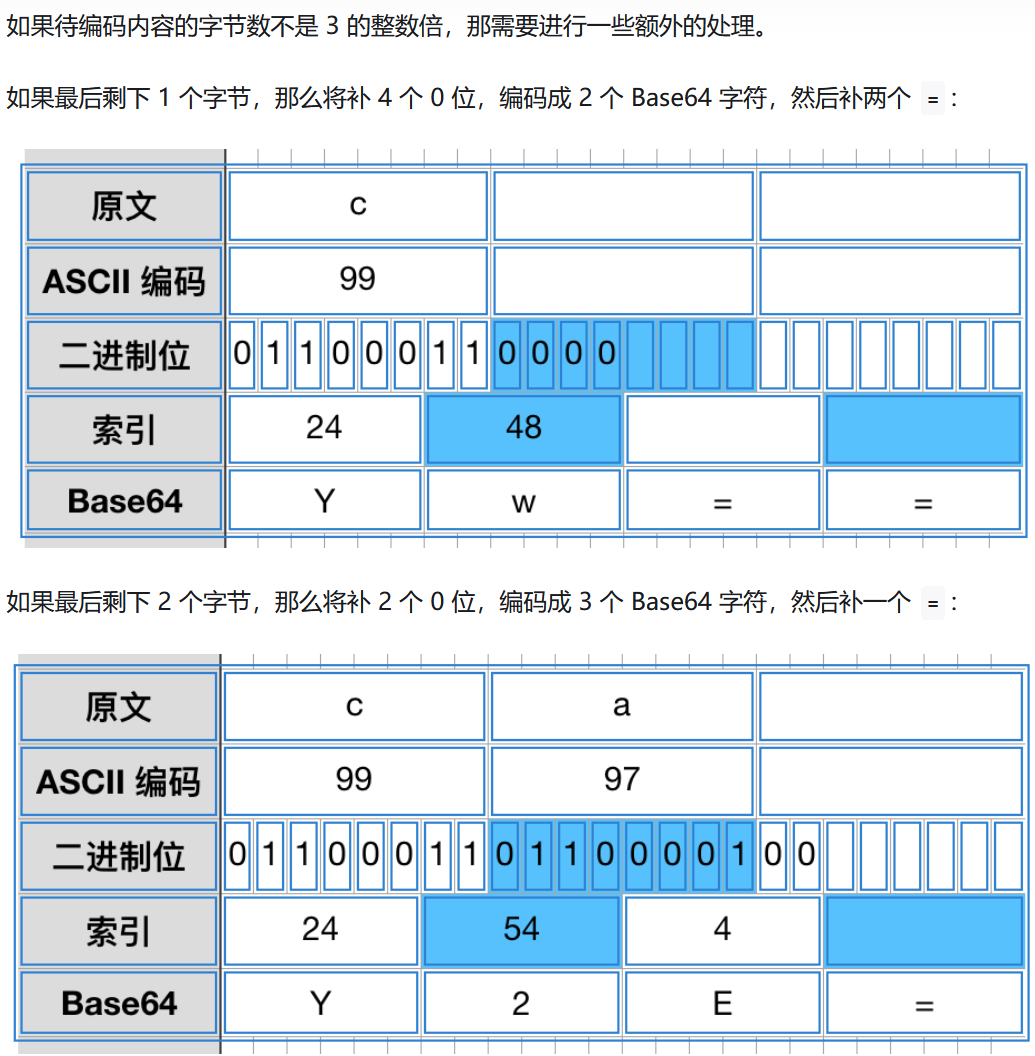 如果待编码内容的字节数不是 3 的整数倍，那需要进行一些额外的处理。
如果最后剩下 1 个字节，那么将补 4 个 0 位，编码成 2 个 Base64 字符，然后补两个 = ：
原文 c
ASCII 编码 99
二进制位 0 1 1 0 0 0 1 1 0 0 0 0
索引 24 48
Base64 Y w = =
如果最后剩下 2 个字节，那么将补 2 个 0 位，编码成 3 个 Base64 字符，然后补一个 = ：
原文 c a
ASCII 编码 99 97
二进制位 0 1 1 0 0 0 1 1 0 1 1 0 0 0 0 1 0 0
索引 24 54 4
Base64 Y 2 E =